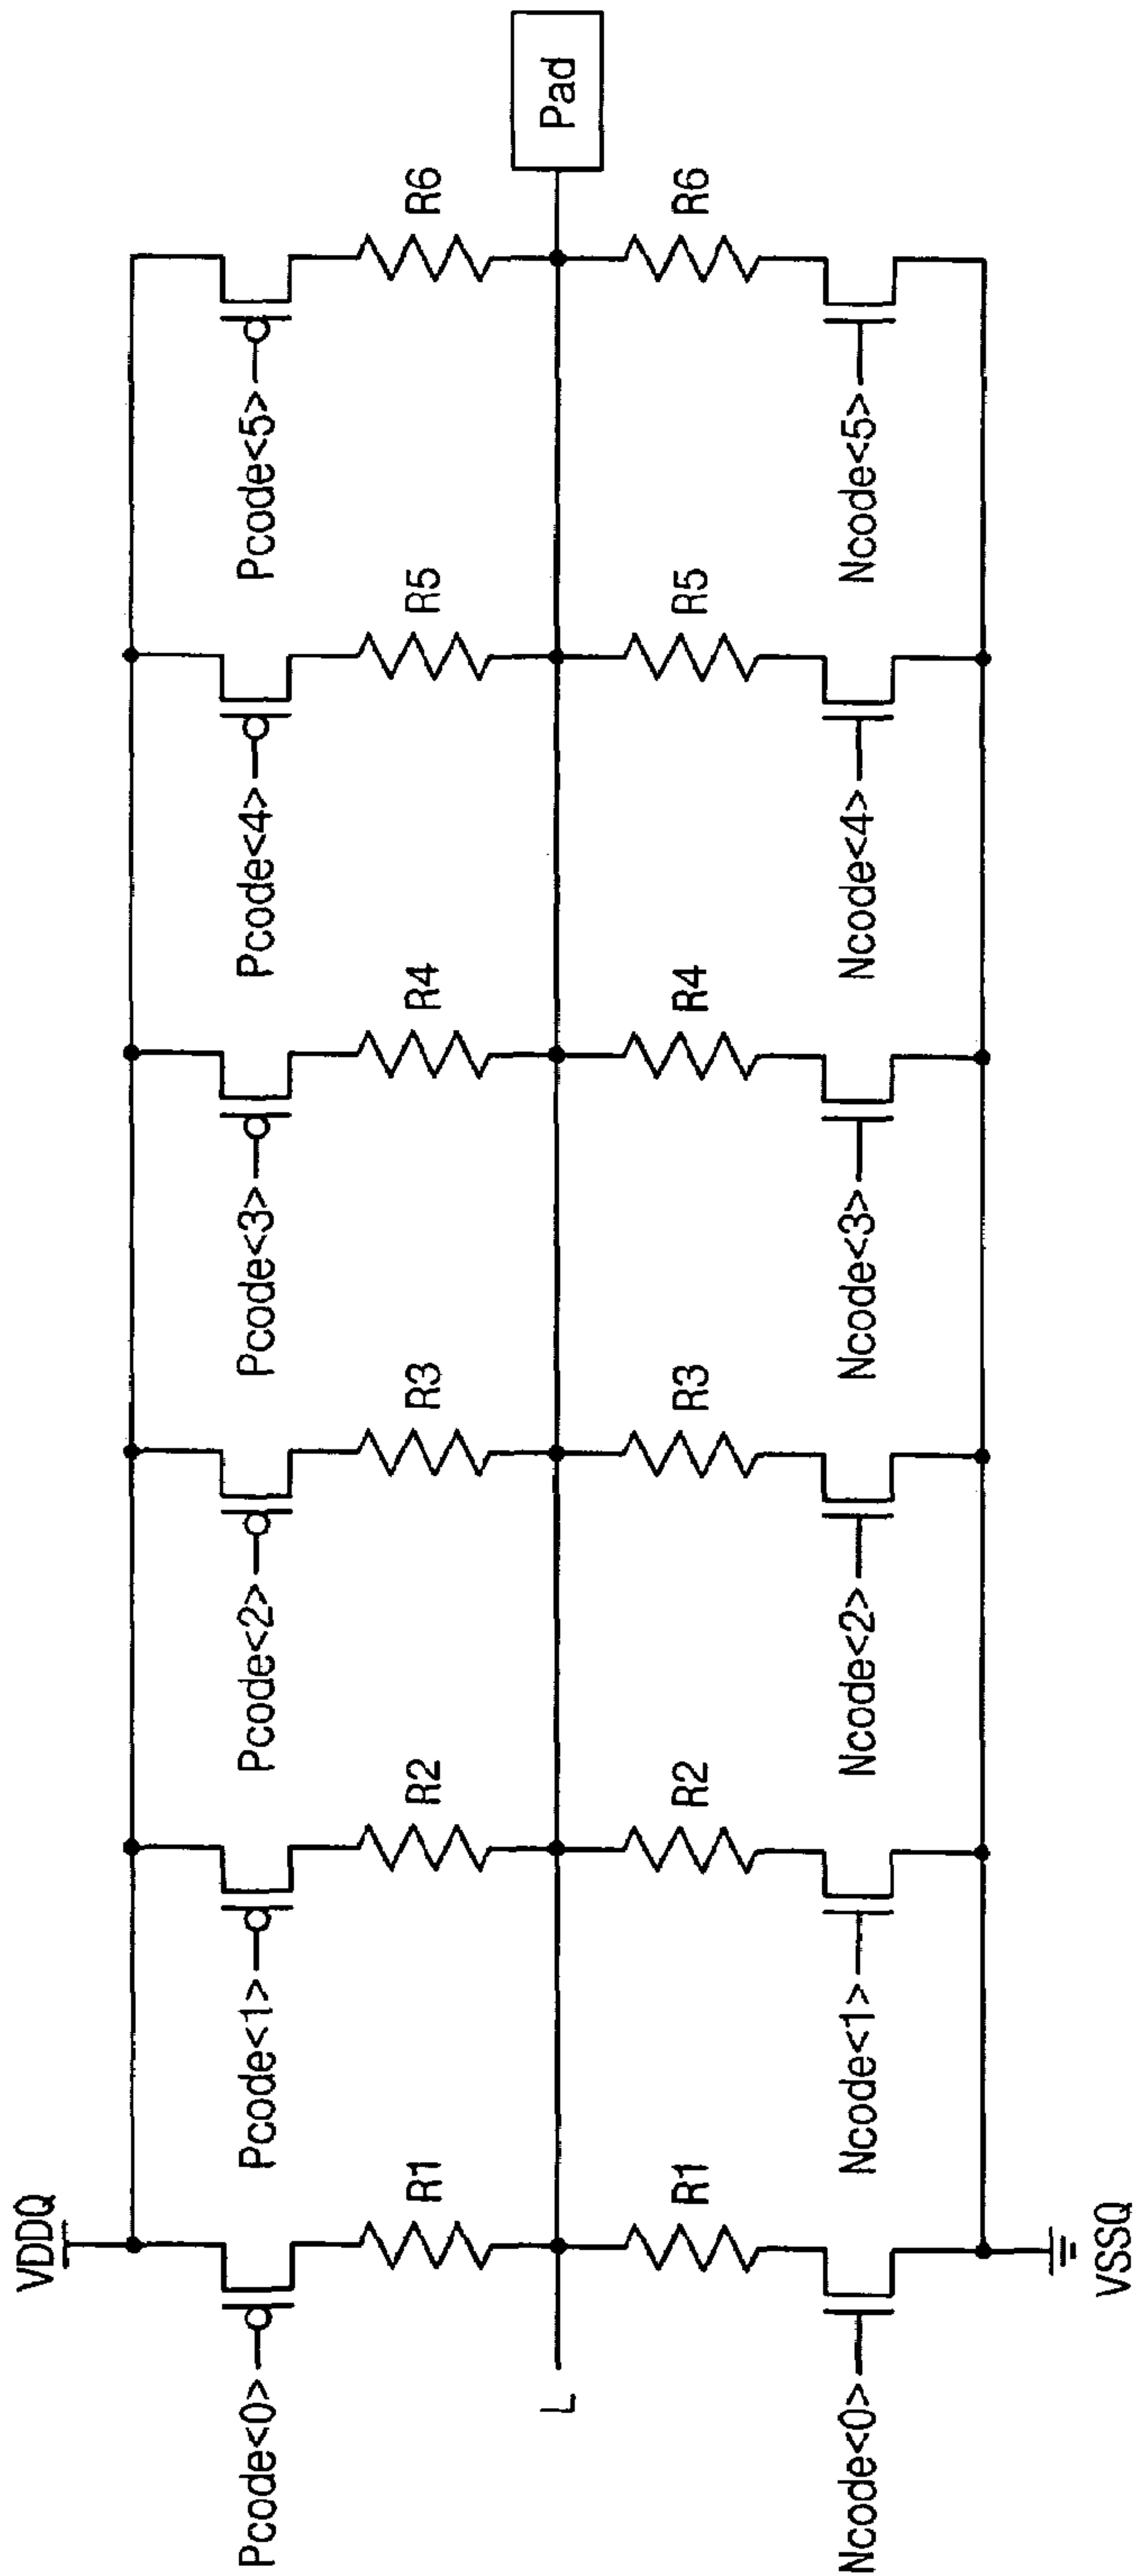 VDDQ
Pcode<0>
Pcode<1>
Pcode<2>
Pcode<3>
Pcode<4>
Pcode<5>
R1
R2
R3
R4
R5
R6
L
Pad
R1
R2
R3
R4
R5
R6
Ncode<0>
Ncode<1>
Ncode<2>
Ncode<3>
Ncode<4>
Ncode<5>
VSSQ